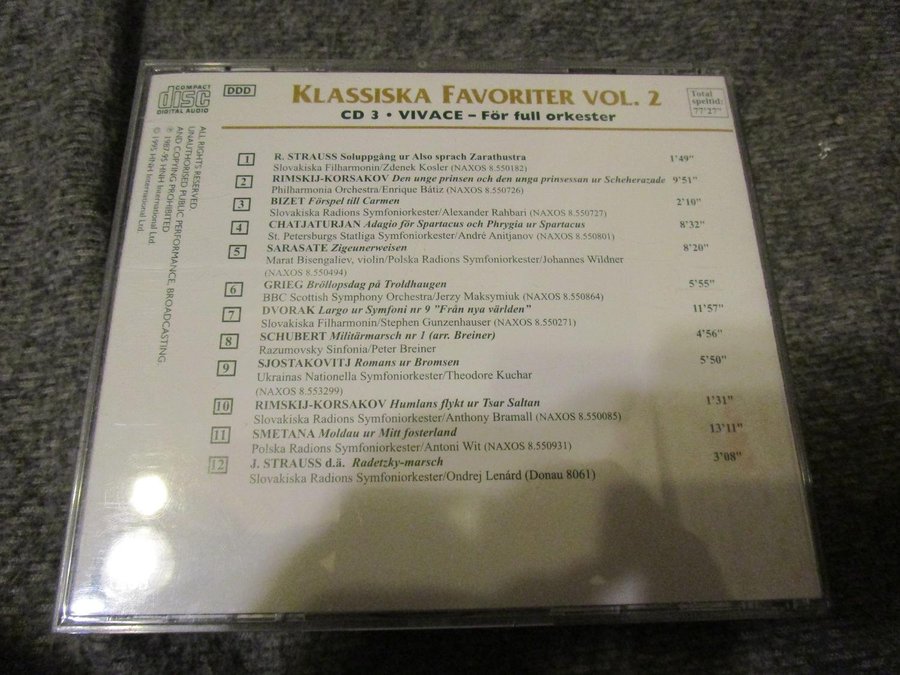 COMPACT
disc
DIGITAL AUDIO
DDD
KLASSISKA FAVORITER VOL. 2
CD 3 • VIVACE – För full orkester
Total
speltid:
77'27"
1 R. STRAUSS Soluppgång ur Also sprach Zarathustra 1'49"
Slovakiska Filharmonin/Zdenek Kosler (NAXOS 8.550182)
2 RIMSKIJ-KORSAKOV Den unge prinsen och den unga prinsessan ur Scheherazade 9'51"
Philharmonia Orchestra/Enrique Bátiz (NAXOS 8.550726)
3 BIZET Förspel till Carmen 2'10"
Slovakiska Radions Symfoniorkester/Alexander Rahbari (NAXOS 8.550727)
4 CHATJATURJAN Adagio för Spartacus och Phrygia ur Spartacus 8'32"
St. Petersburgs Statliga Symfoniorkester/André Anitjanov (NAXOS 8.550801)
5 SARASATE Zigeunerweisen 8'20"
Marat Bisengaliev, violin/Polska Radions Symfoniorkester/Johannes Wildner
(NAXOS 8.550494)
6 GRIEG Bröllopsdag på Troldhaugen 5'55"
BBC Scottish Symphony Orchestra/Jerzy Maksymiuk (NAXOS 8.550864)
7 DVORAK Largo ur Symfoni nr 9 "Från nya världen" 11'57"
Slovakiska Filharmonin/Stephen Gunzenhauser (NAXOS 8.550271)
8 SCHUBERT Militärmarsch nr 1 (arr. Breiner) 4'56"
Razumovsky Sinfonia/Peter Breiner
9 SJOSTAKOVITJ Romans ur Bromsen 5'50"
Ukrainas Nationella Symfoniorkester/Theodore Kuchar
(NAXOS 8.553299)
10 RIMSKIJ-KORSAKOV Humlans flykt ur Tsar Saltan 1'31"
Slovakiska Radions Symfoniorkester/Anthony Bramall (NAXOS 8.550085)
11 SMETANA Moldau ur Mitt fosterland 13'11"
Polska Radions Symfoniorkester/Antoni Wit (NAXOS 8.550931)
12 J. STRAUSS d.ä. Radetzky-marsch 3'08"
Slovakiska Radions Symfoniorkester/Ondrej Lenárd (Donau 8061)
ALL RIGHTS RESERVED.
UNAUTHORISED PUBLIC PERFORMANCE, BROADCASTING
AND COPYING PROHIBITED
℗ 1987-95 HNH International Ltd.
© 1995 HNH International Ltd.